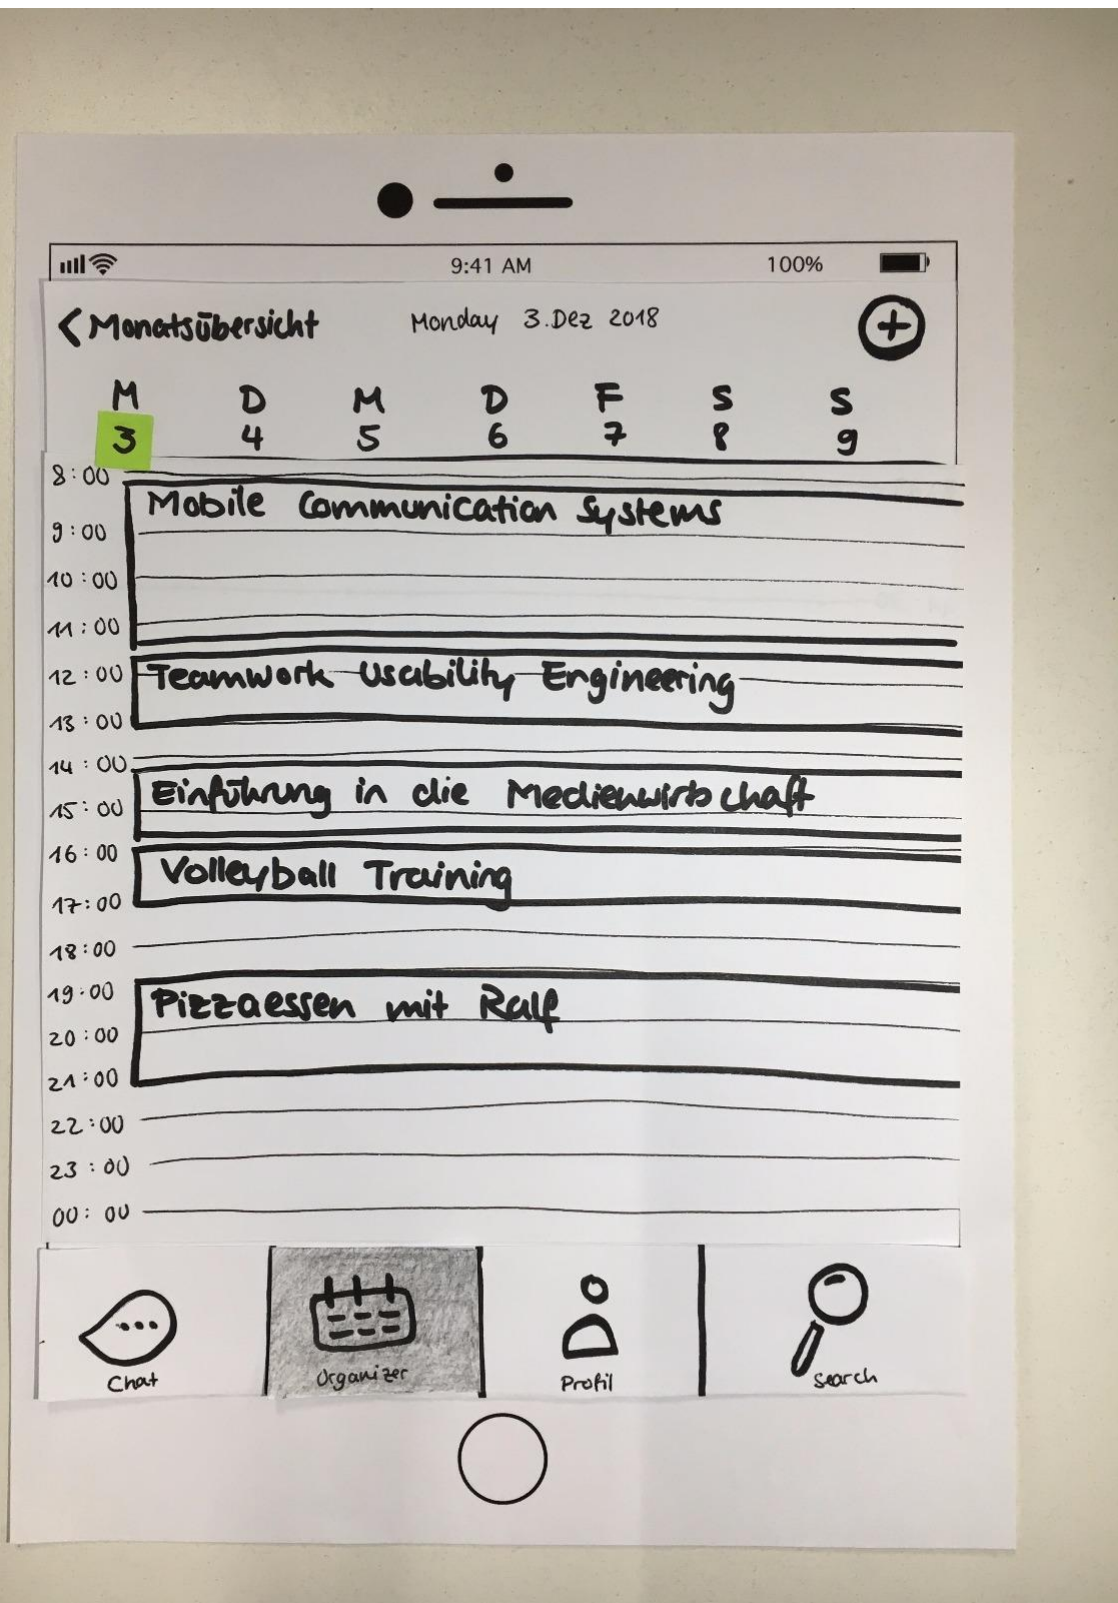 9:41 AM 100%
< Monatsübersicht Monday 3.Dez 2018 +
M D M D F S S
3 4 5 6 7 8 9
8:00
Mobile Communication Systems
9:00
10:00
11:00
12:00 Teamwork Usability Engineering
13:00
14:00
Einführung in die Medienwirtschaft
15:00
16:00
Volleyball Training
17:00
18:00
19:00
Pizzaessen mit Ralf
20:00
21:00
22:00
23:00
00:00
Chat Organizer Profil Search